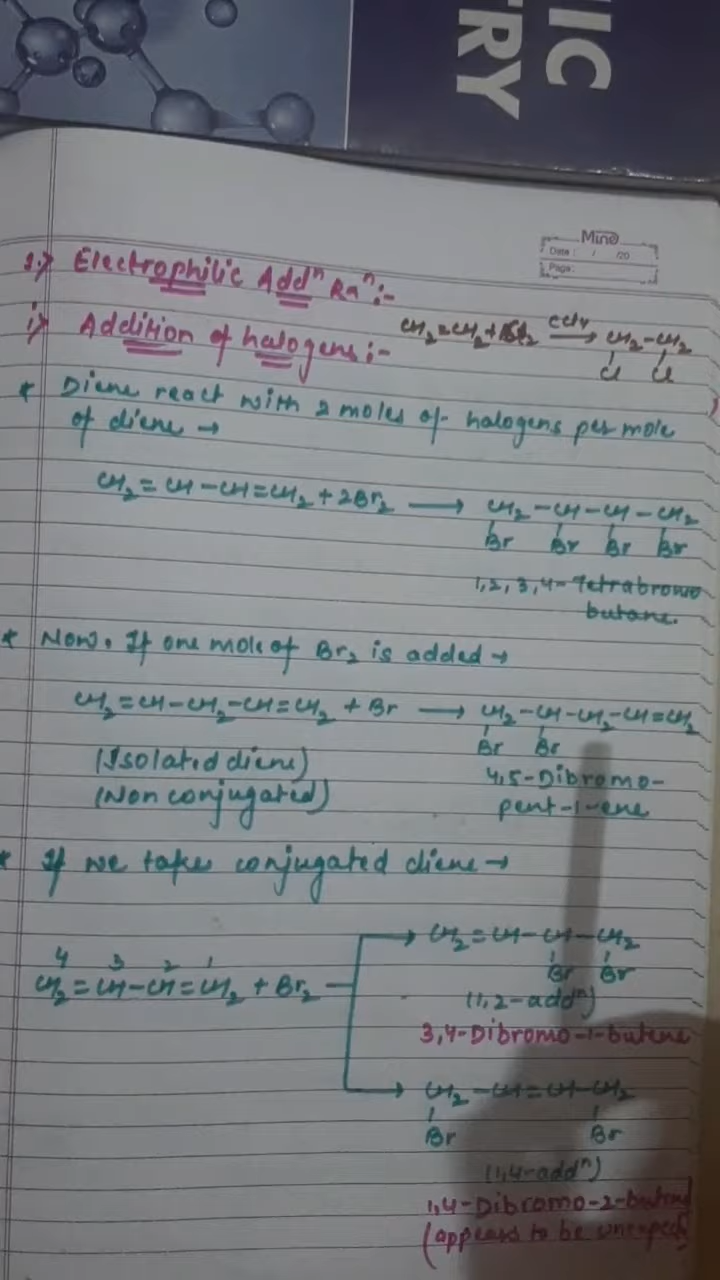 IC
TRY
Mino
Date : / /20
Page:
1.> Electrophilic Addⁿ Rxⁿ:-
i> Addition of halogens:-
CH₂=CH₂ + Cl₂ CCl₄ → CH₂-CH₂
Cl Cl
* Diene react with 2 moles of halogens per mole
of diene →
CH₂ = CH - CH = CH₂ + 2Br₂ → CH₂ - CH - CH - CH₂
Br Br Br Br
1,2,3,4- Tetrabromo
butane.
* Now. If one mole of Br₂ is added →
CH₂=CH-CH₂-CH=CH₂ + Br → CH₂-CH-CH₂-CH=CH₂
Br Br
(Isolated diene)
(Non conjugated)
4,5-Dibromo-
pent-1-ene
* If we take conjugated diene →
CH₂=CH-CH-CH₂
Br Br
4 3 2 1
CH₂=CH-CH=CH₂ + Br₂
(1,2-addⁿ)
3,4-Dibromo-1-butene
CH₂-CH=CH-CH₂
Br Br
(1,4-addⁿ)
1,4-Dibromo-2-butene
(appears to be